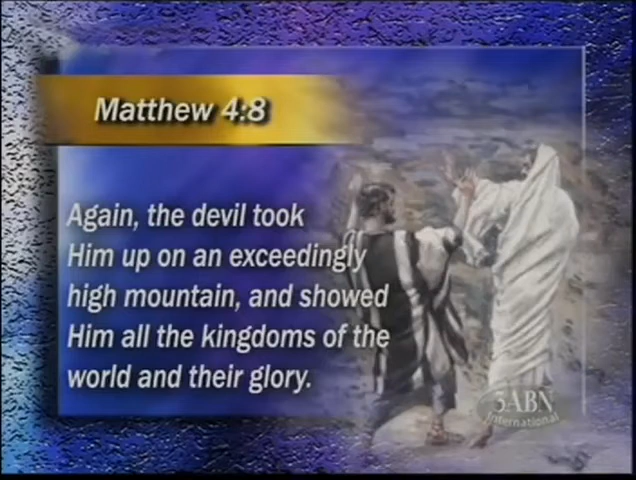 Matthew 4:8
Again, the devil took
Him up on an exceedingly
high mountain, and showed
Him all the kingdoms of the
world and their glory.
3ABN
International